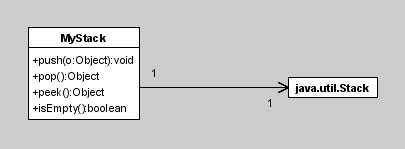 MyStack
+push(o:Object):void
+pop():Object
+peek():Object
+isEmpty():boolean
1
1
java.util.Stack